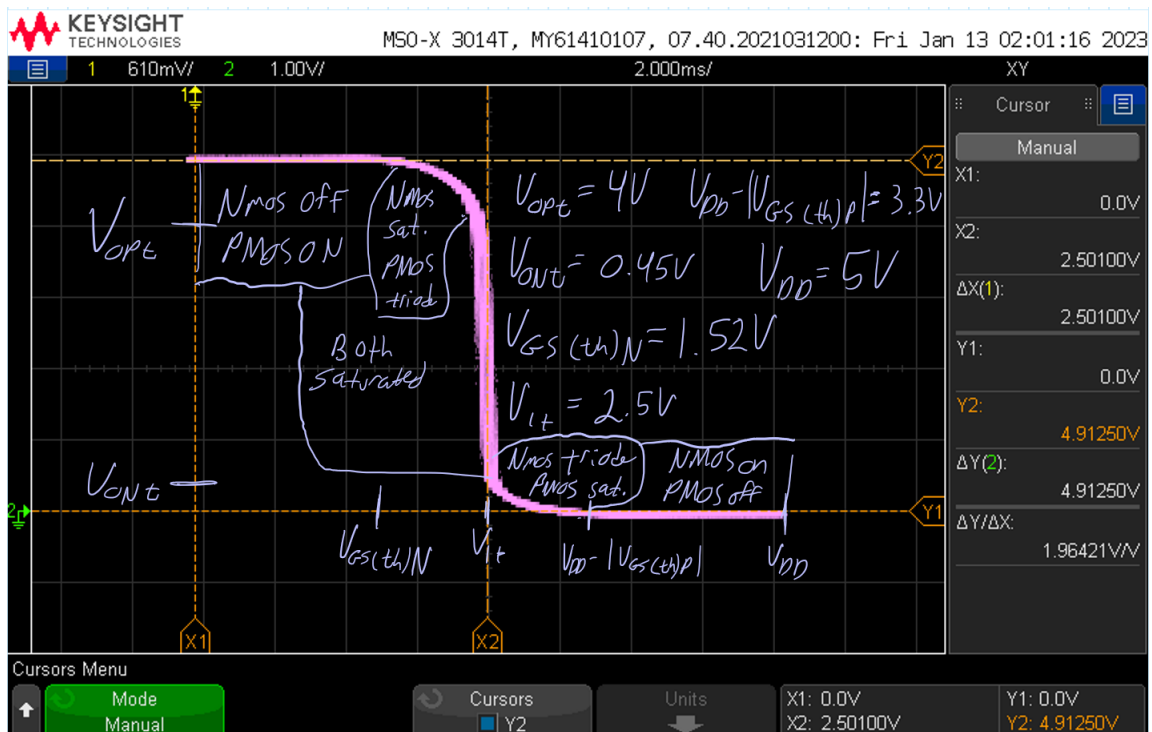 KEYSIGHT
TECHNOLOGIES
MSO-X 3014T, MY61410107, 07.40.2021031200: Fri Jan 13 02:01:16 2023
1 610mV/ 2 1.00V/ 2.000ms/ XY
1
Cursor
Manual
X1:
0.0V
X2:
2.50100V
ΔX(1):
2.50100V
Y1:
0.0V
Y2:
4.91250V
ΔY(2):
4.91250V
ΔY/ΔX:
1.96421V/V
Y2
Vopt
Nmos off
PMOS ON
Nmos
sat.
PMOS
triode
Vopt = 4V VDD-|VGS(th)P| = 3.3V
VONt = 0.45V VDD = 5V
VGS(th)N = 1.52V
VIt = 2.5V
Both
saturated
Nmos triode
PMOS sat.
NMOS on
PMOS off
VONt
2
Y1
VGS(th)N VIt VDD-|VGS(th)P| VDD
X1 X2
Cursors Menu
Mode
Manual
Cursors
Y2
Units
X1: 0.0V
X2: 2.50100V
Y1: 0.0V
Y2: 4.91250V